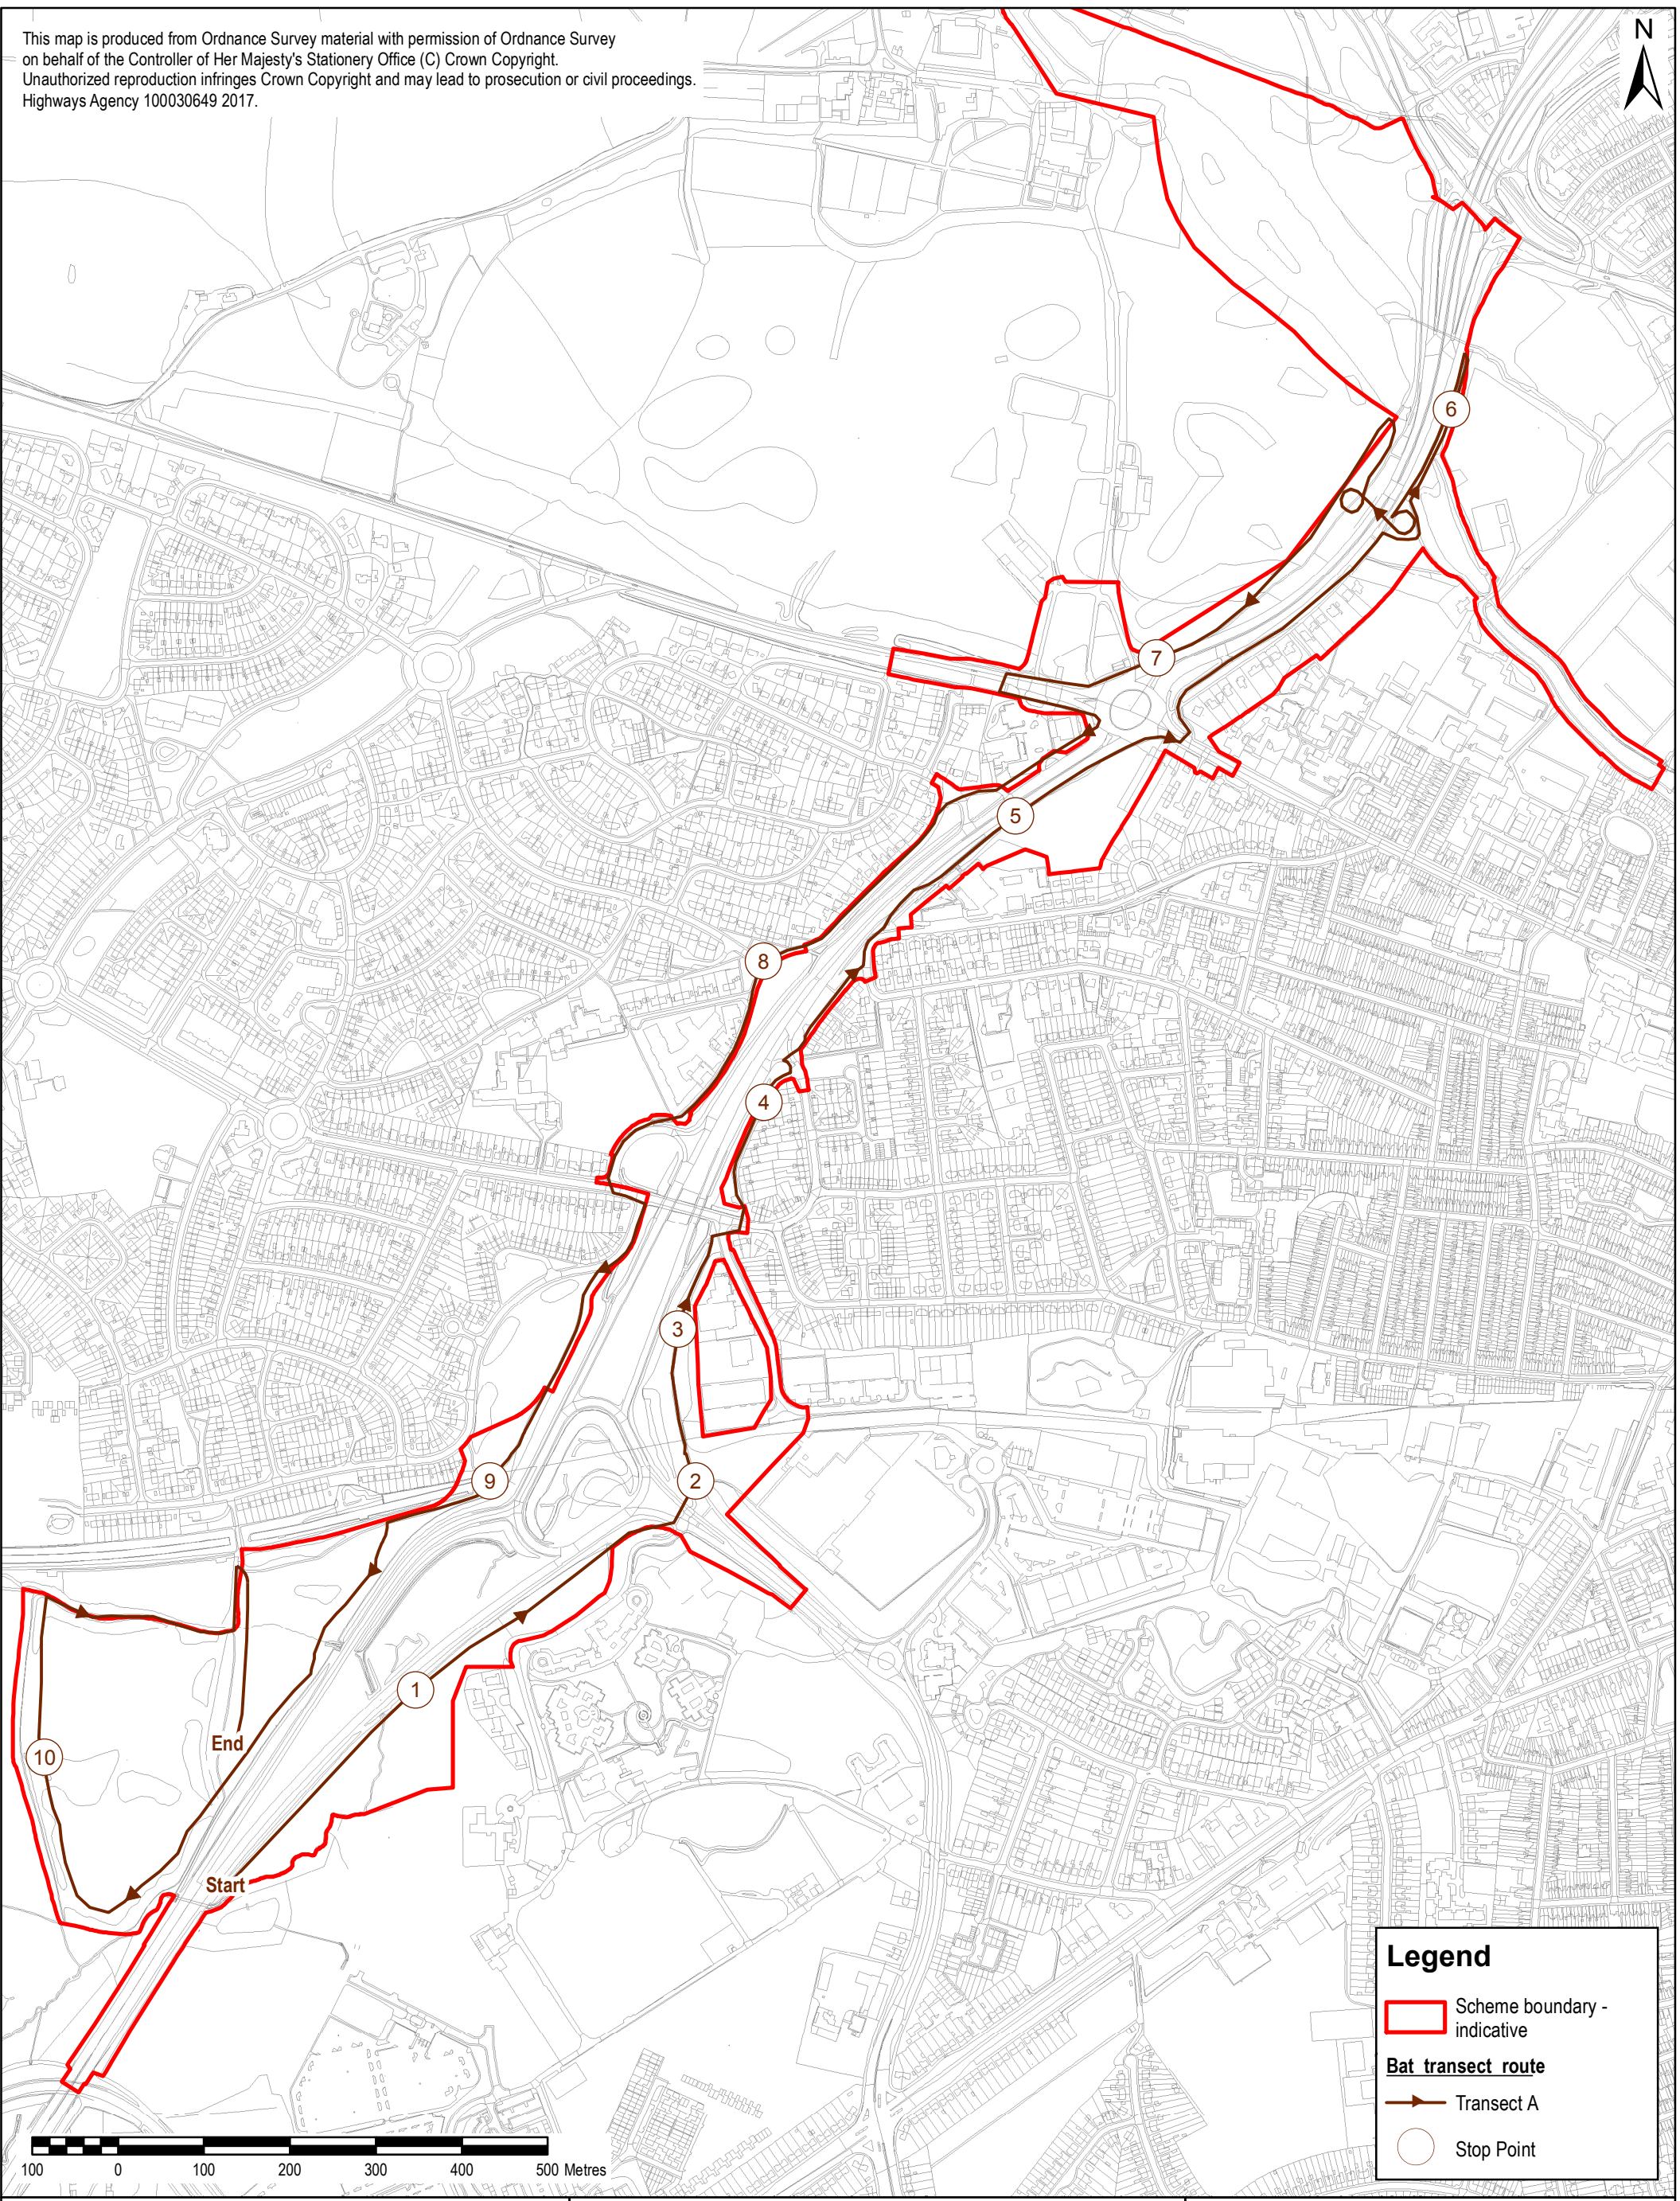 This map is produced from Ordnance Survey material with permission of Ordnance Survey
on behalf of the Controller of Her Majesty's Stationery Office (C) Crown Copyright.
Unauthorized reproduction infringes Crown Copyright and may lead to prosecution or civil proceedings.
Highways Agency 100030649 2017.
N
6
7
5
8
4
3
9
2
1
End
10
Start
Legend
Scheme boundary -
indicative
Bat transect route
Transect A
Stop Point
100 0 100 200 300 400 500 Metres